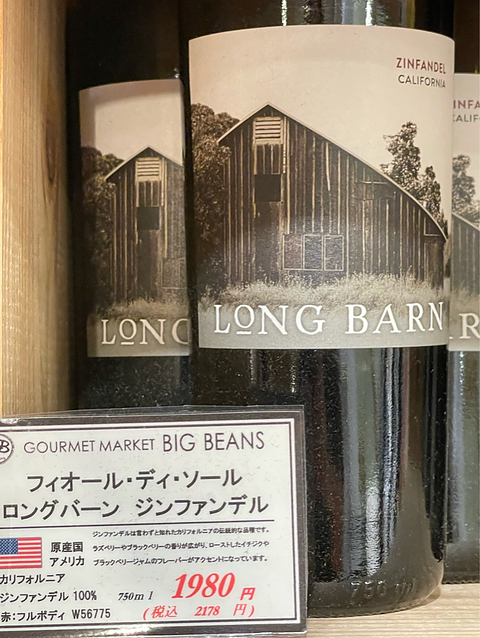 ZINFANDEL
CALIFORNIA
LONG BARN
LONG
INFA
CALIF
R
GOURMET MARKET BIG BEANS
フィオール・ディ・ソール
ロングバーン ジンファンデル
ジンファンデルは言わずと知れたカリフォルニアの伝統的な品種です。
ラズベリーやブラックベリーの香りが広がり、ローストしたイチジクや
ブラックベリージャムのフレーバーがアクセントになっています。
原産国
アメリカ
カリフォルニア
ジンファンデル 100%
750m l
1980 円
赤:フルボディ W56775
(税込 2178 円)
750 ml